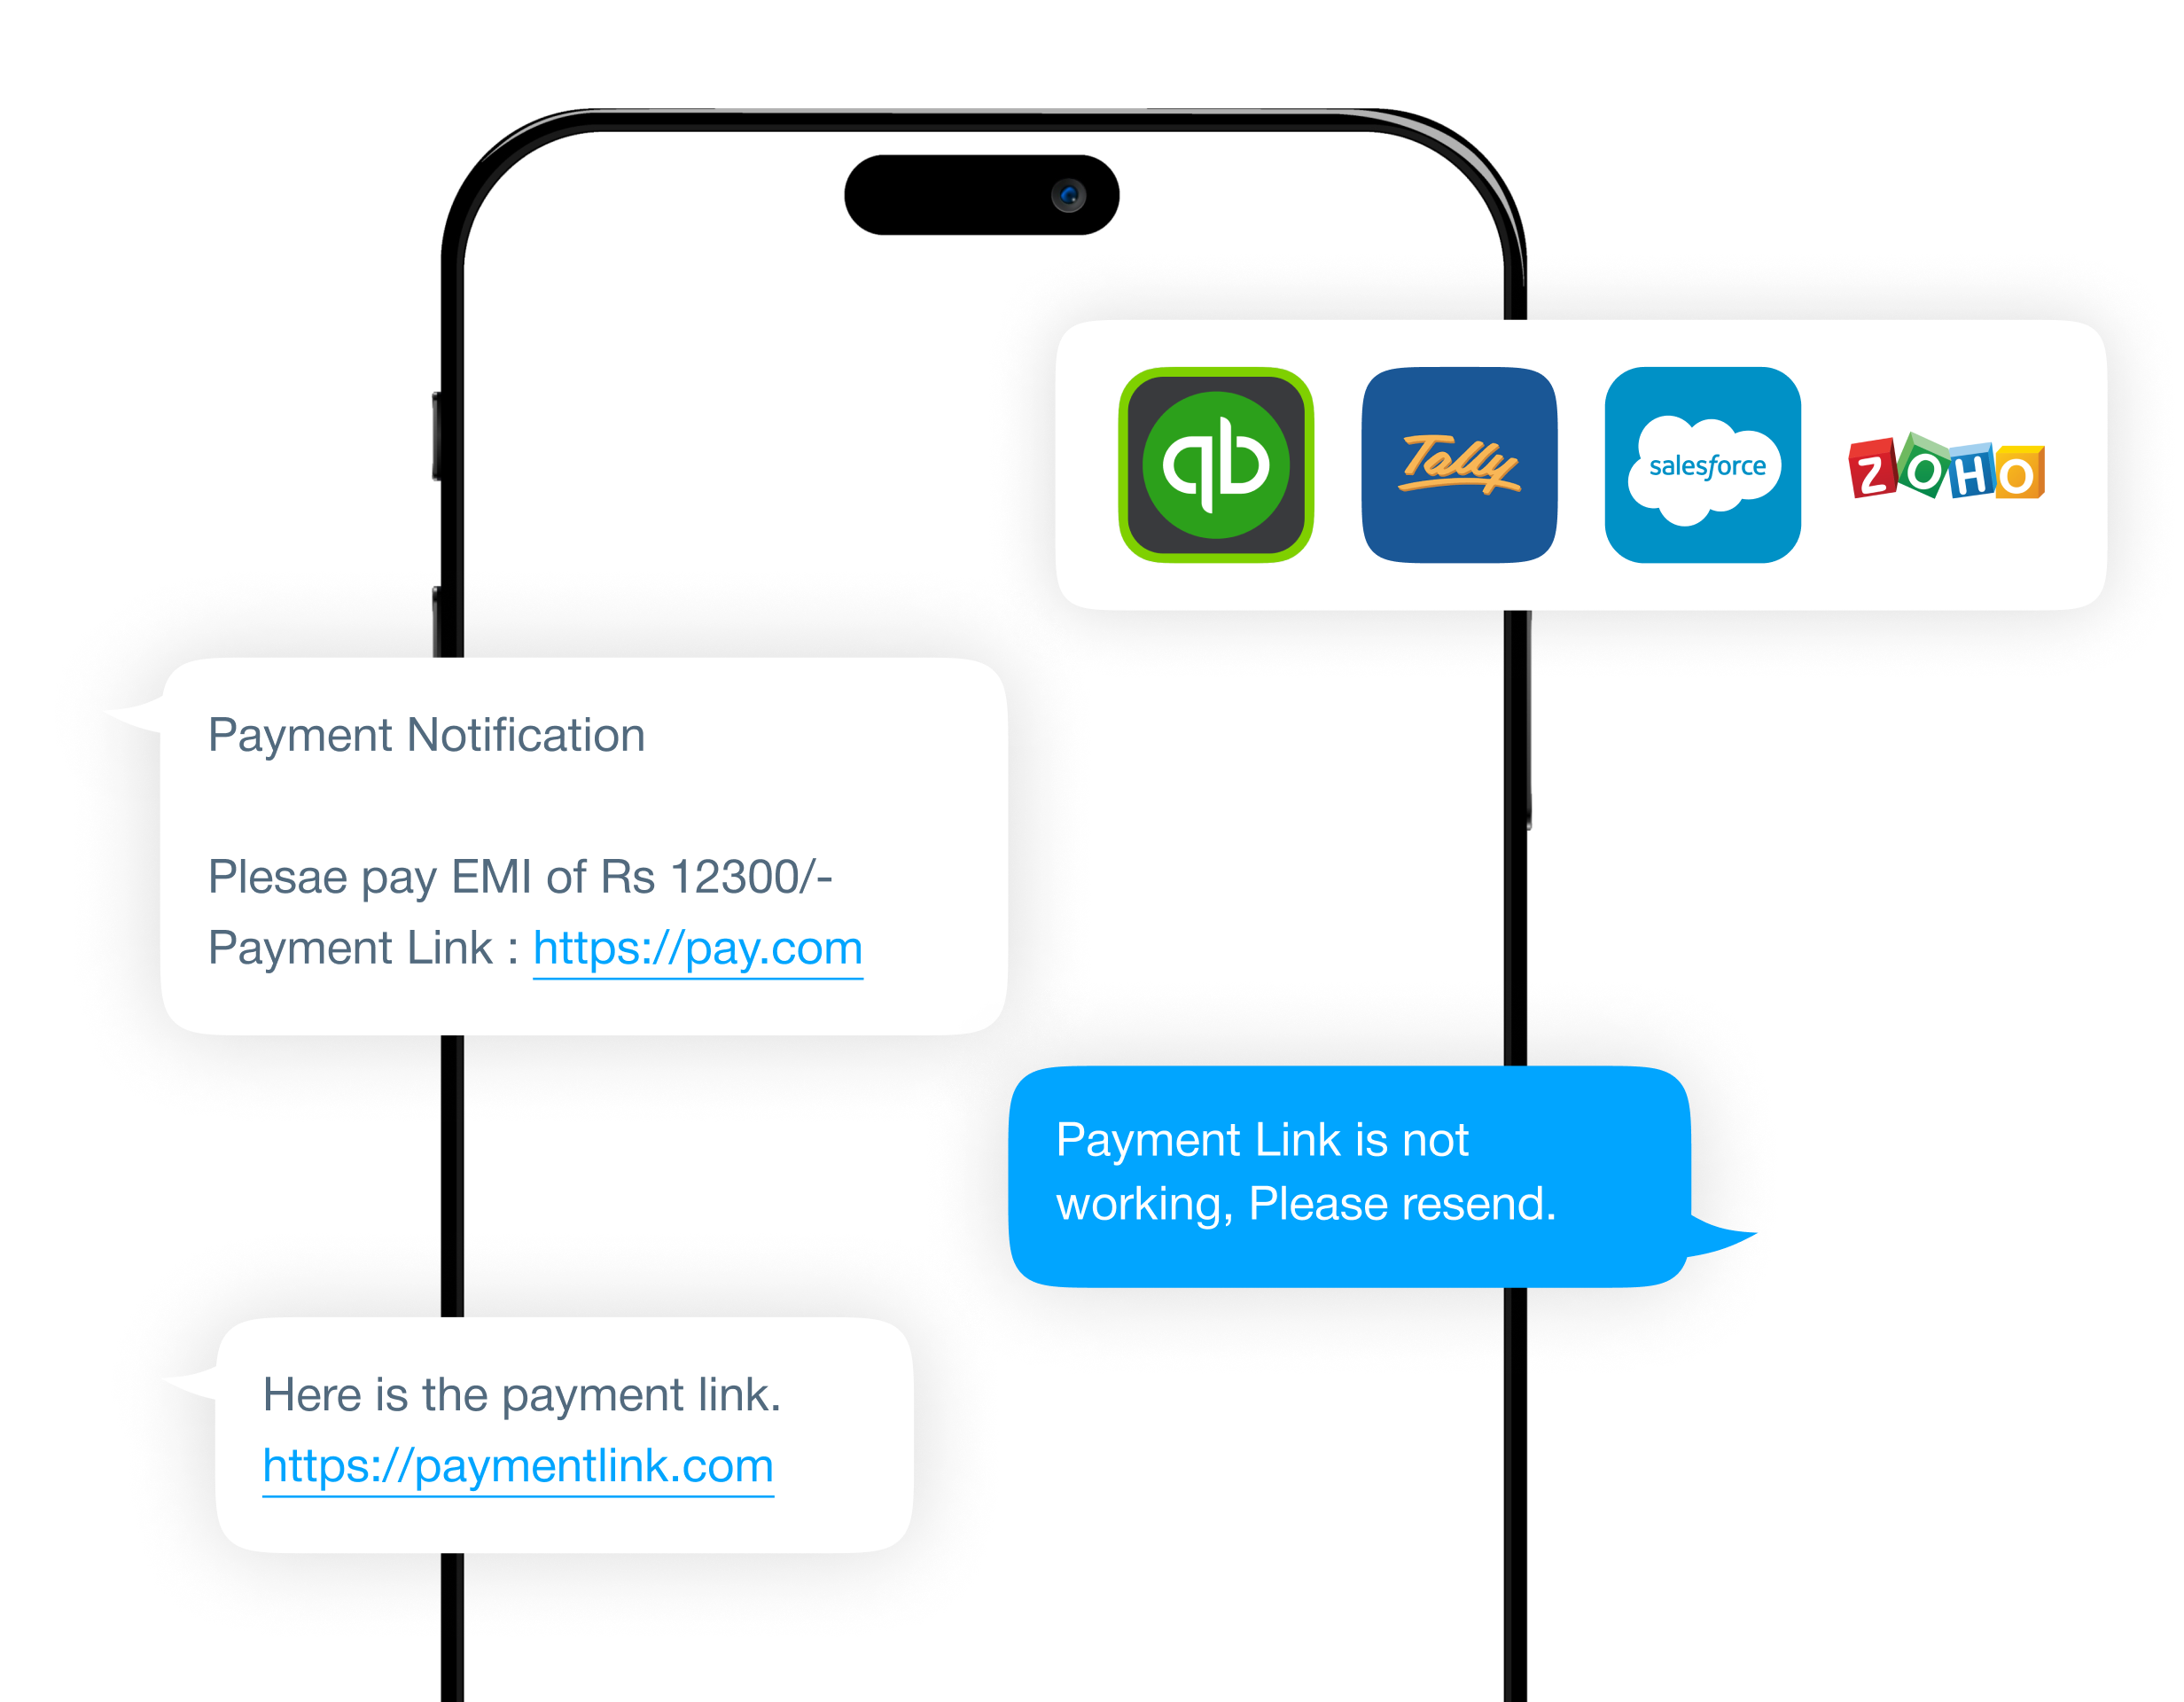 qb
Tally
salesforce
ZOHO
Payment Notification
Plesae pay EMI of Rs 12300/-
Payment Link : https://pay.com
Payment Link is not
working, Please resend.
Here is the payment link.
https://paymentlink.com